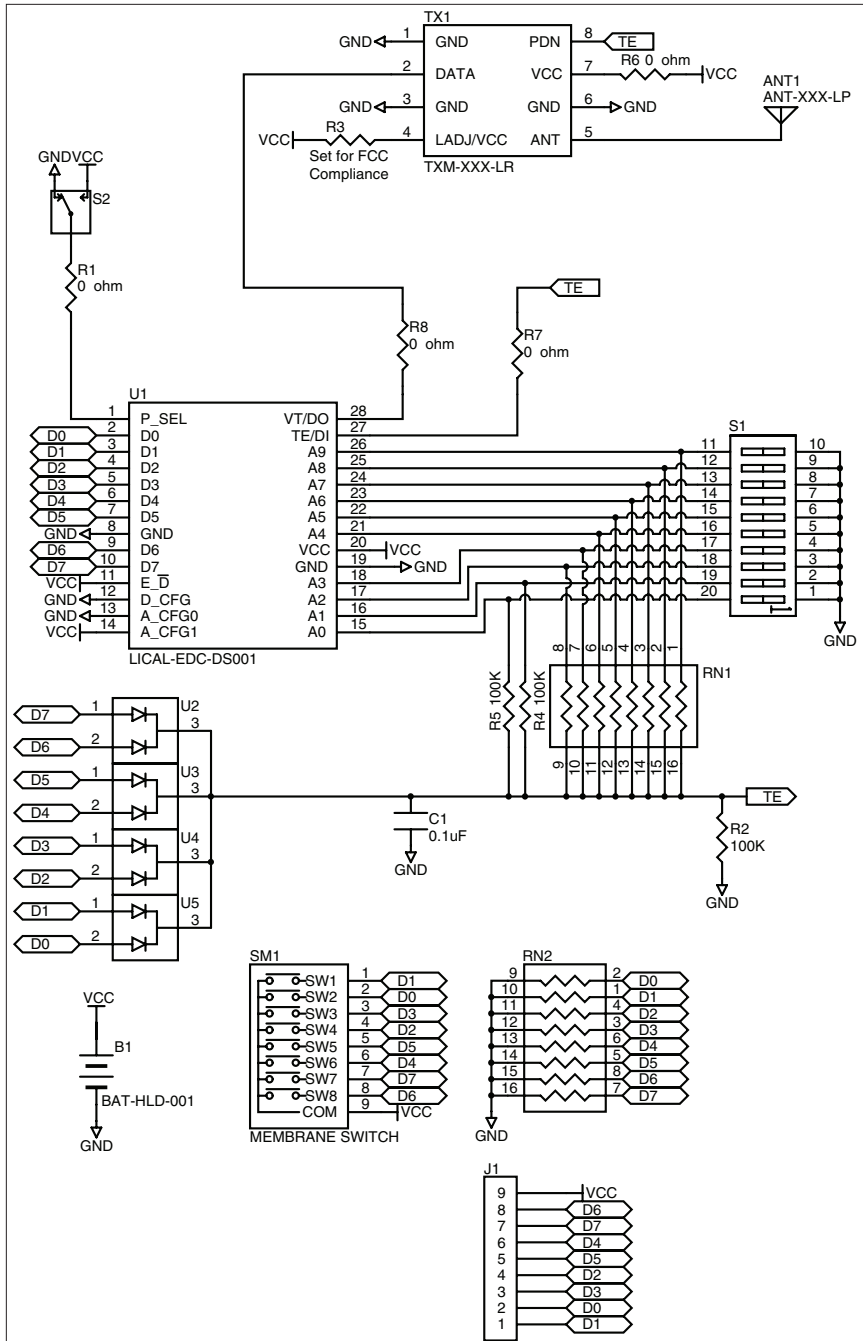 TX1
GND 1 GND PDN 8 TE
R6 0 ohm
2 DATA VCC 7 VCC
ANT1
ANT-XXX-LP
GND 3 GND GND 6 GND
R3
VCC 4 LADJ/VCC ANT 5
Set for FCC
Compliance
TXM-XXX-LR
GND VCC
S2
R1
0 ohm
TE
R8
0 ohm
R7
0 ohm
U1
1 P_SEL VT/DO 28
D0 2 D0 TE/DI 27
D1 3 D1 A9 26
D2 4 D2 A8 25
D3 5 D3 A7 24
D4 6 D4 A6 23
D5 7 D5 A5 22
GND 8 GND A4 21
D6 9 D6 VCC 20 VCC
D7 10 D7 GND 19 GND
VCC 11 E_D A3 18
GND 12 D_CFG A2 17
GND 13 A_CFG0 A1 16
VCC 14 A_CFG1 A0 15
LICAL-EDC-DS001
S1
11 10
12 9
13 8
14 7
15 6
16 5
17 4
18 3
19 2
20 1
GND
8 7 6 5 4 3 2 1
RN1
R5 100K
R4 100K
9 10 11 12 13 14 15 16
D7 1 U2
3
D6 2
D5 1 U3
3
D4 2
D3 1 U4
3
D2 2
D1 1 U5
3
D0 2
C1
0.1uF
GND
TE
R2
100K
GND
VCC
B1
BAT-HLD-001
GND
SM1
SW1 1 D1
SW2 2 D0
SW3 3 D3
SW4 4 D2
SW5 5 D5
SW6 6 D4
SW7 7 D7
SW8 8 D6
COM 9 VCC
MEMBRANE SWITCH
RN2
9 2 D0
10 1 D1
11 4 D2
12 3 D3
13 6 D4
14 5 D5
15 8 D6
16 7 D7
GND
J1
9 VCC
8 D6
7 D7
6 D4
5 D5
4 D2
3 D3
2 D0
1 D1